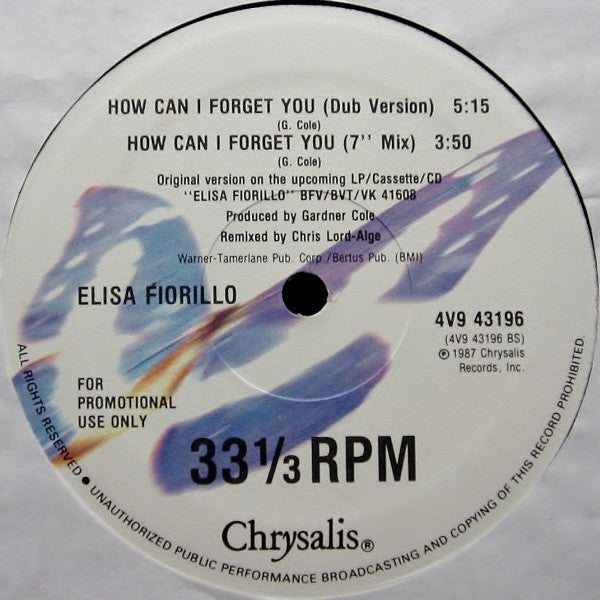 HOW CAN I FORGET YOU (Dub Version) 5:15
(G. Cole)
HOW CAN I FORGET YOU (7'' Mix) 3:50
(G. Cole)
Original version on the upcoming LP/Cassette/CD
''ELISA FIORILLO'' BFV/BVT/VK 41608
Produced by Gardner Cole
Remixed by Chris Lord-Alge
Warner-Tamerlane Pub. Corp./Bertus Pub. (BMI)
ELISA FIORILLO
4V9 43196
(4V9 43196 BS)
℗ 1987 Chrysalis
Records, Inc.
FOR
PROMOTIONAL
USE ONLY
33 1/3 RPM
Chrysalis®
ALL RIGHTS RESERVED • UNAUTHORIZED PUBLIC PERFORMANCE BROADCASTING AND COPYING OF THIS RECORD PROHIBITED.